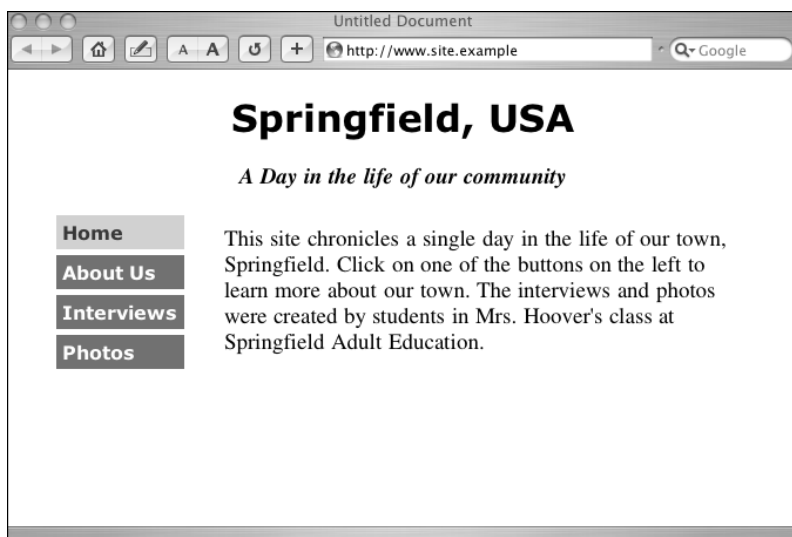 Untitled Document
A A http://www.site.example Google
Springfield, USA
A Day in the life of our community
Home
About Us
Interviews
Photos
This site chronicles a single day in the life of our town,
Springfield. Click on one of the buttons on the left to
learn more about our town. The interviews and photos
were created by students in Mrs. Hoover's class at
Springfield Adult Education.